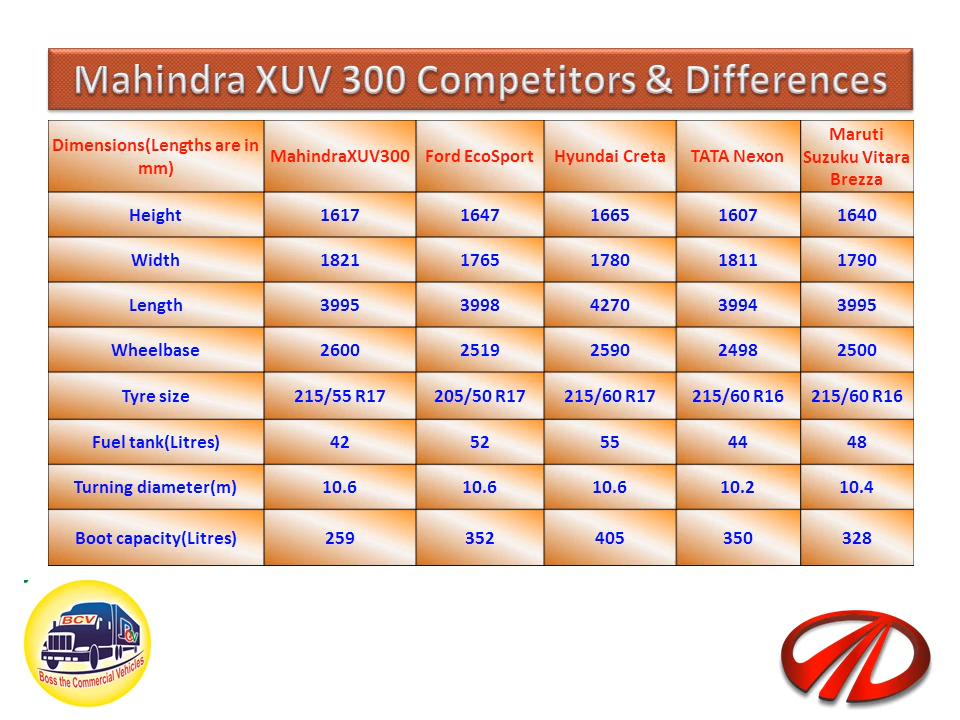 Mahindra XUV 300 Competitors & Differences
Dimensions(Lengths are in
mm)
MahindraXUV300
Ford EcoSport
Hyundai Creta
TATA Nexon
Maruti
Suzuku Vitara
Brezza
Height 1617 1647 1665 1607 1640
Width 1821 1765 1780 1811 1790
Length 3995 3998 4270 3994 3995
Wheelbase 2600 2519 2590 2498 2500
Tyre size 215/55 R17 205/50 R17 215/60 R17 215/60 R16 215/60 R16
Fuel tank(Litres) 42 52 55 44 48
Turning diameter(m) 10.6 10.6 10.6 10.2 10.4
Boot capacity(Litres) 259 352 405 350 328
BCV
Boss the Commercial Vehicles